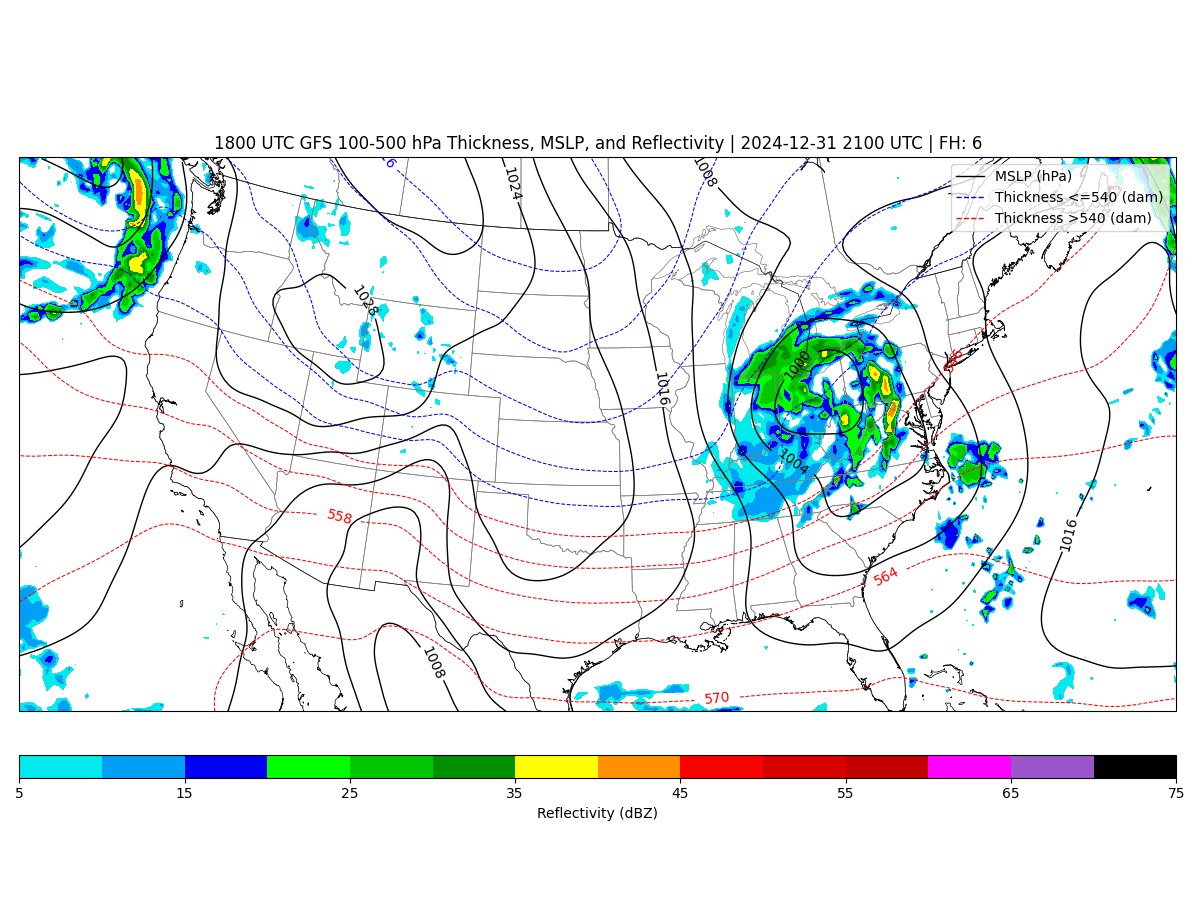 1800 UTC GFS 100-500 hPa Thickness, MSLP, and Reflectivity | 2024-12-31 2100 UTC | FH: 6
MSLP (hPa)
Thickness <=540 (dam)
Thickness >540 (dam)
1008
1024
1028
1016
1000
1004
558
564
1016
1008
570
5 15 25 35 45 55 65 75
Reflectivity (dBZ)